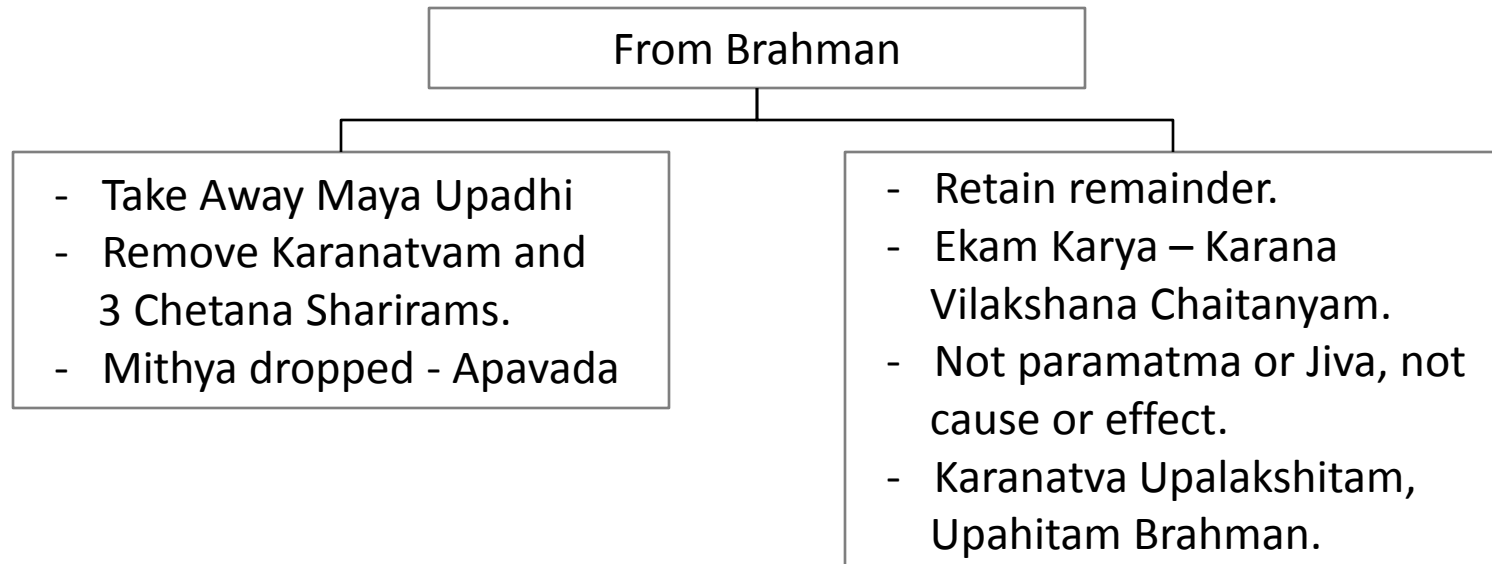 From Brahman
- Take Away Maya Upadhi
- Remove Karanatvam and
3 Chetana Sharirams.
- Mithya dropped - Apavada
- Retain remainder.
- Ekam Karya – Karana
Vilakshana Chaitanyam.
- Not paramatma or Jiva, not
cause or effect.
- Karanatva Upalakshitam,
Upahitam Brahman.